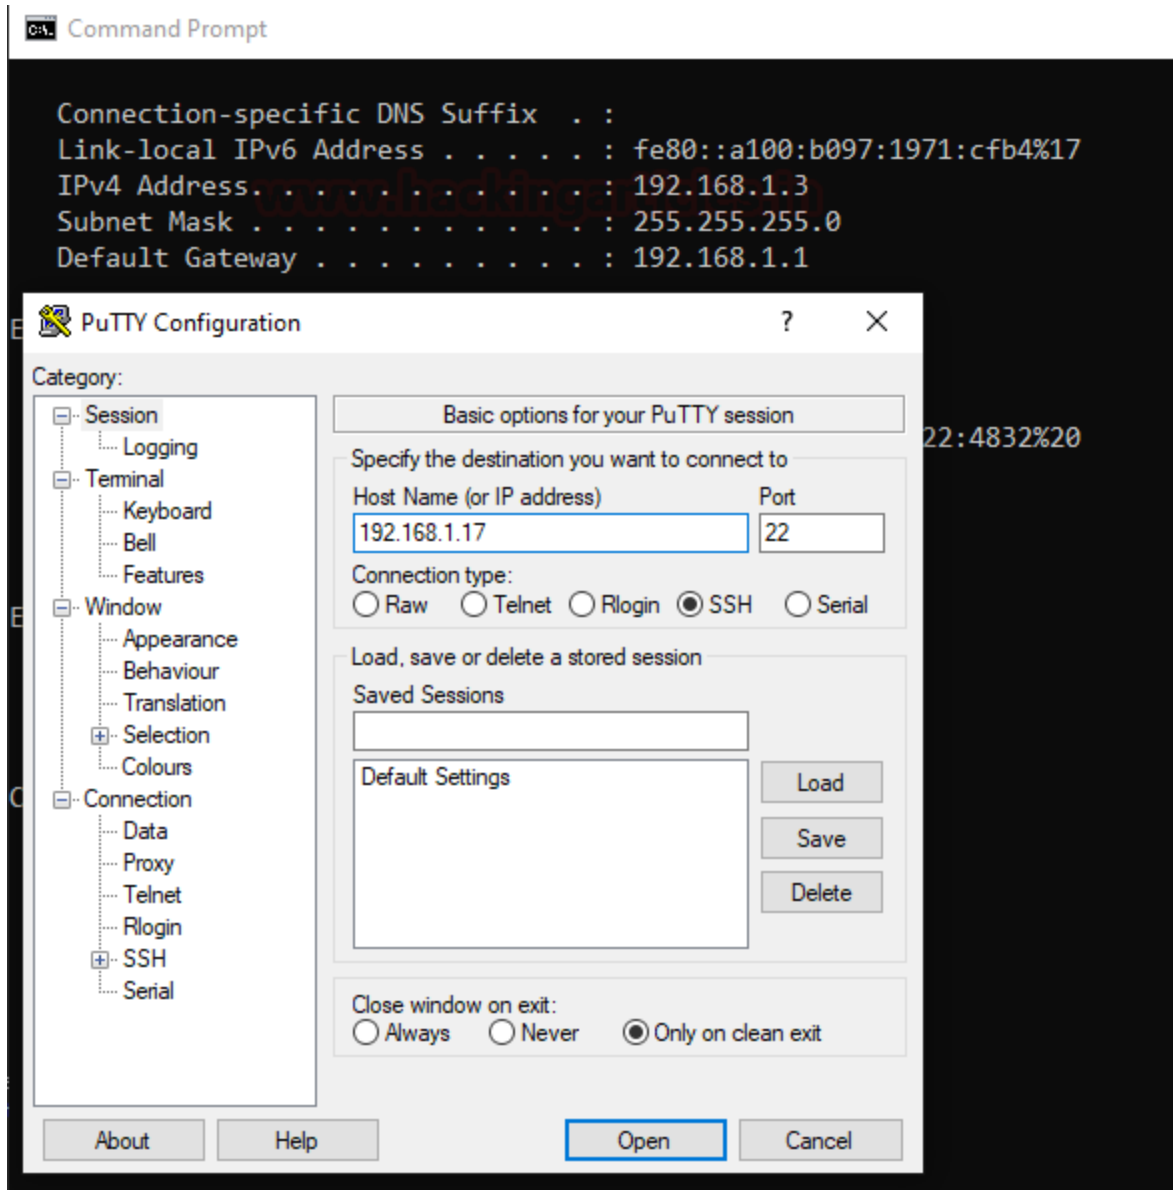 Command Prompt
Connection-specific DNS Suffix  . :
Link-local IPv6 Address . . . . . : fe80::a100:b097:1971:cfb4%17
IPv4 Address. . . . . . . . . . . : 192.168.1.3
Subnet Mask . . . . . . . . . . . : 255.255.255.0
Default Gateway . . . . . . . . . : 192.168.1.1
PuTTY Configuration ?
Category:
Session
Logging
Terminal
Keyboard
Bell
Features
Window
Appearance
Behaviour
Translation
Selection
Colours
Connection
Data
Proxy
Telnet
Rlogin
SSH
Serial
Basic options for your PuTTY session
Specify the destination you want to connect to
Host Name (or IP address) Port
192.168.1.17 22
Connection type:
Raw Telnet Rlogin SSH Serial
Load, save or delete a stored session
Saved Sessions
Default Settings
Load
Save
Delete
Close window on exit:
Always Never Only on clean exit
About Help Open Cancel
22:4832%20